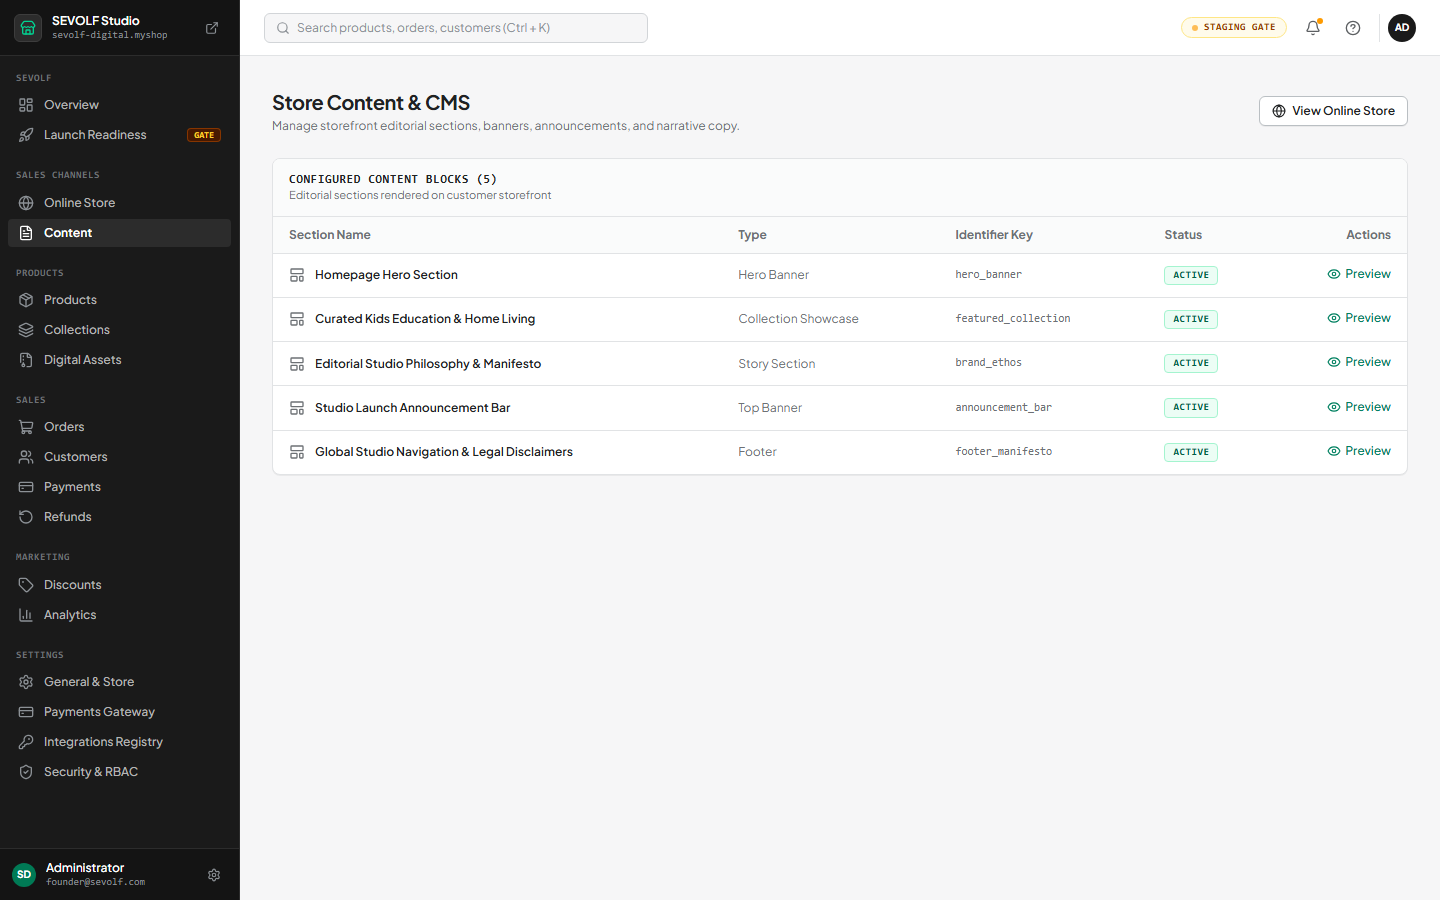 SEVOLF Studio
sevolf-digital.myshop
Search products, orders, customers (Ctrl + K)
STAGING GATE
AD
SEVOLF
Overview
Launch Readiness
GATE
SALES CHANNELS
Online Store
Content
PRODUCTS
Products
Collections
Digital Assets
SALES
Orders
Customers
Payments
Refunds
MARKETING
Discounts
Analytics
SETTINGS
General & Store
Payments Gateway
Integrations Registry
Security & RBAC
SD
Administrator
founder@sevolf.com
Store Content & CMS
Manage storefront editorial sections, banners, announcements, and narrative copy.
View Online Store
CONFIGURED CONTENT BLOCKS (5)
Editorial sections rendered on customer storefront
Section Name Type Identifier Key Status Actions
Homepage Hero Section Hero Banner hero_banner ACTIVE Preview
Curated Kids Education & Home Living Collection Showcase featured_collection ACTIVE Preview
Editorial Studio Philosophy & Manifesto Story Section brand_ethos ACTIVE Preview
Studio Launch Announcement Bar Top Banner announcement_bar ACTIVE Preview
Global Studio Navigation & Legal Disclaimers Footer footer_manifesto ACTIVE Preview